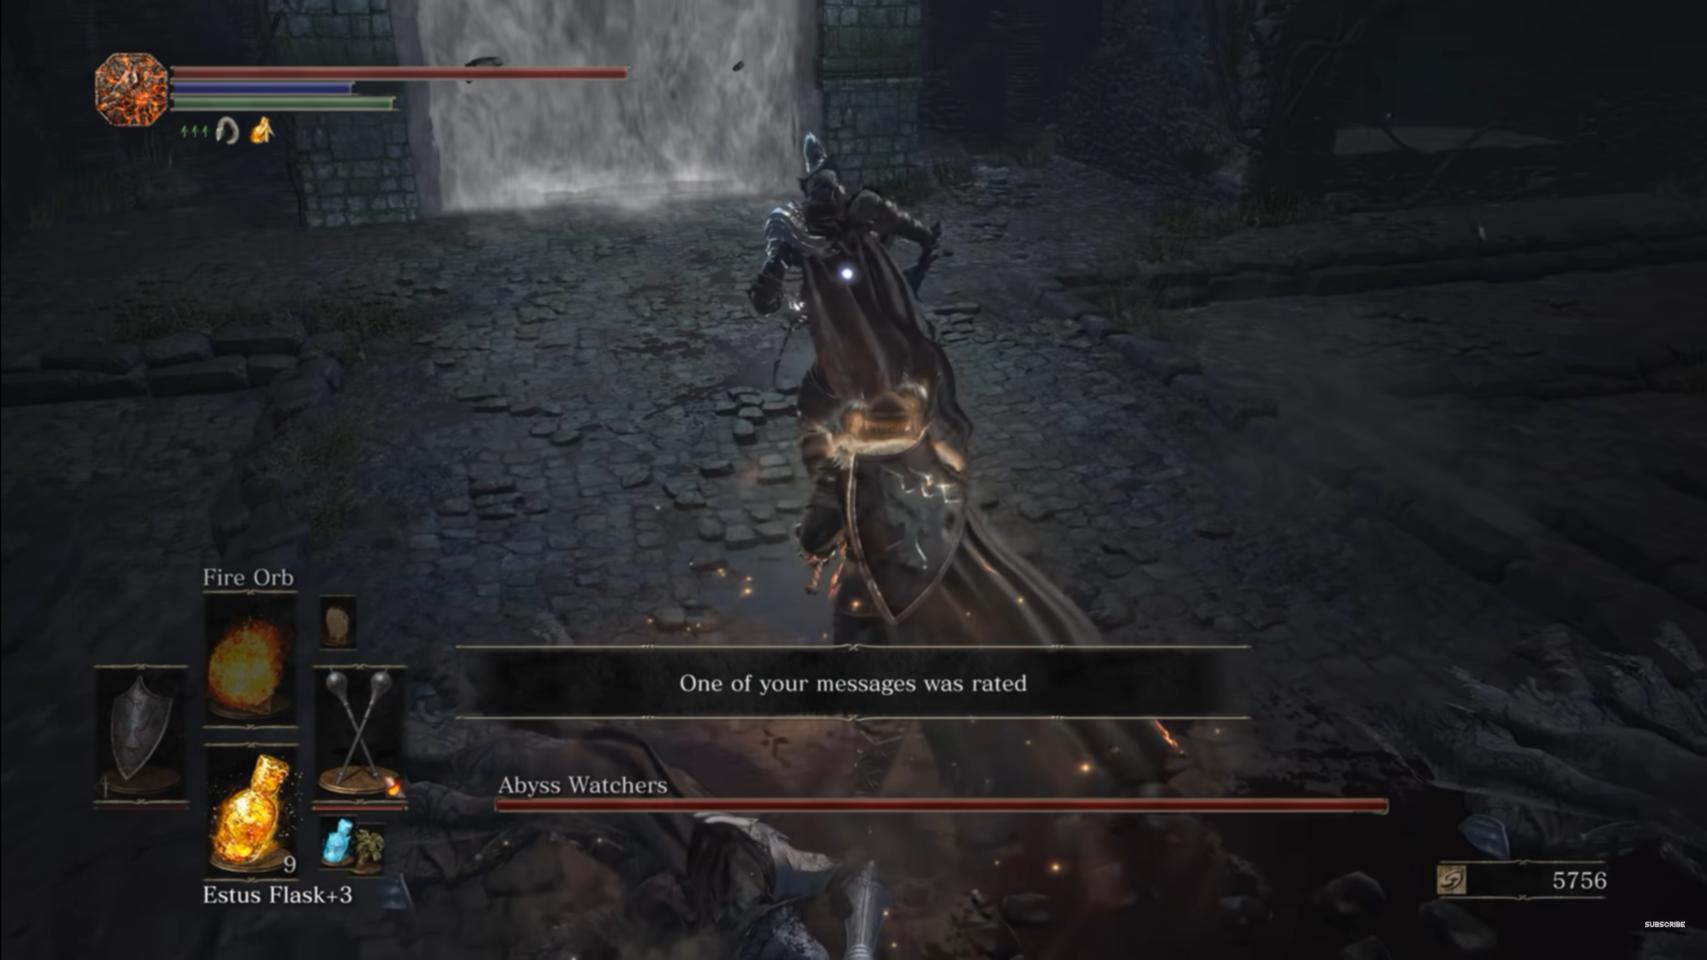 Fire Orb
One of your messages was rated
Abyss Watchers
9
Estus Flask+3
5756
SUBSCRIBE